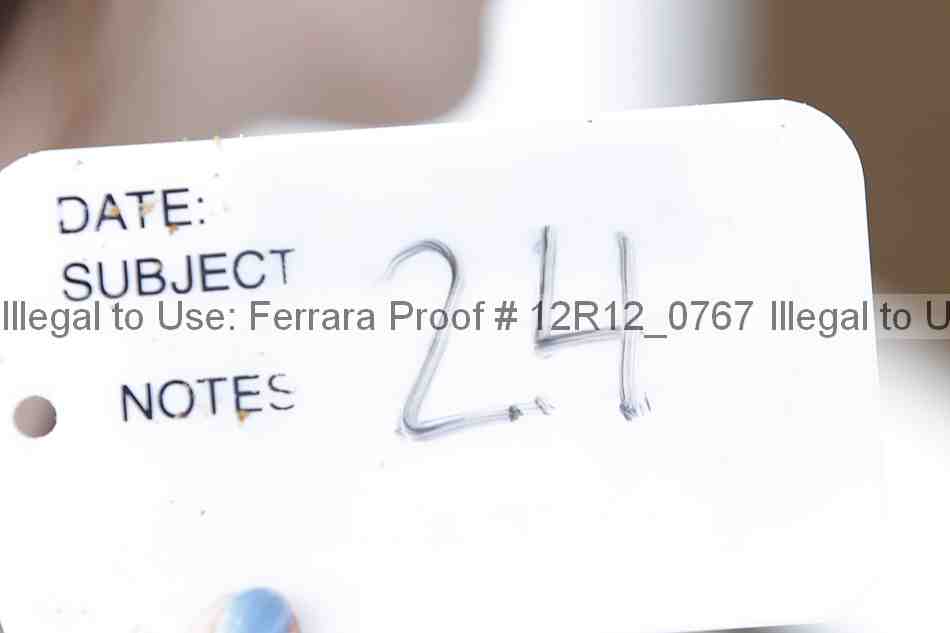 DATE:
SUBJECT
24
Illegal to Use: Ferrara Proof # 12R12_0767 Illegal to U
NOTES